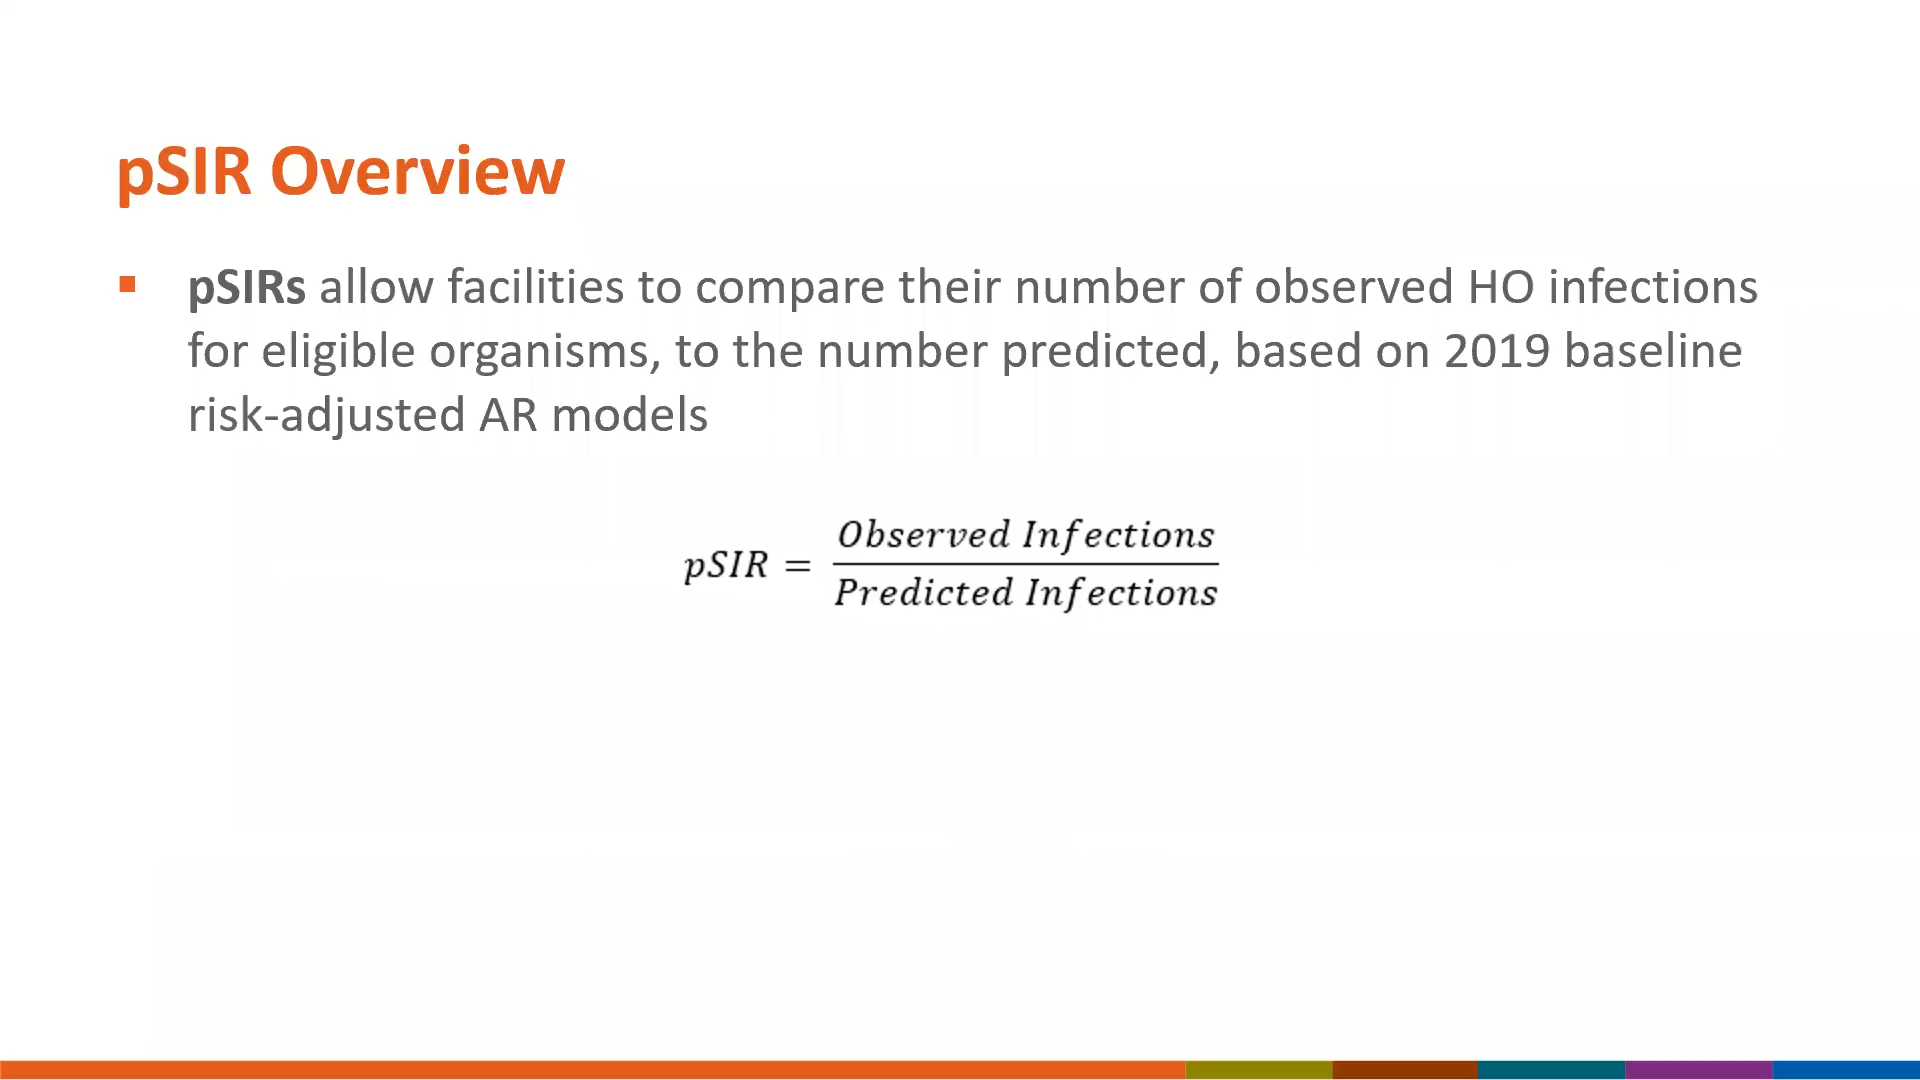 pSIR Overview
▪ pSIRs allow facilities to compare their number of observed HO infections
for eligible organisms, to the number predicted, based on 2019 baseline
risk-adjusted AR models
pSIR = Observed Infections
Predicted Infections